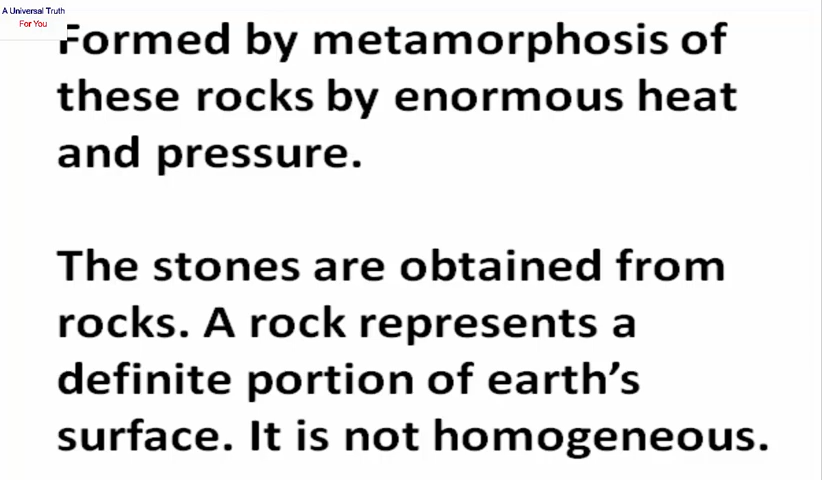 A Universal Truth
For You
Formed by metamorphosis of
these rocks by enormous heat
and pressure.
The stones are obtained from
rocks. A rock represents a
definite portion of earth’s
surface. It is not homogeneous.